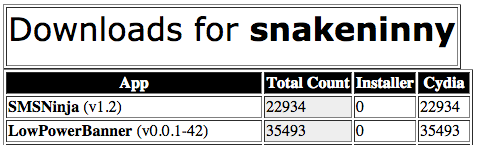 Downloads for snakeninny
App Total Count Installer Cydia
SMSNinja (v1.2) 22934 0 22934
LowPowerBanner (v0.0.1-42) 35493 0 35493